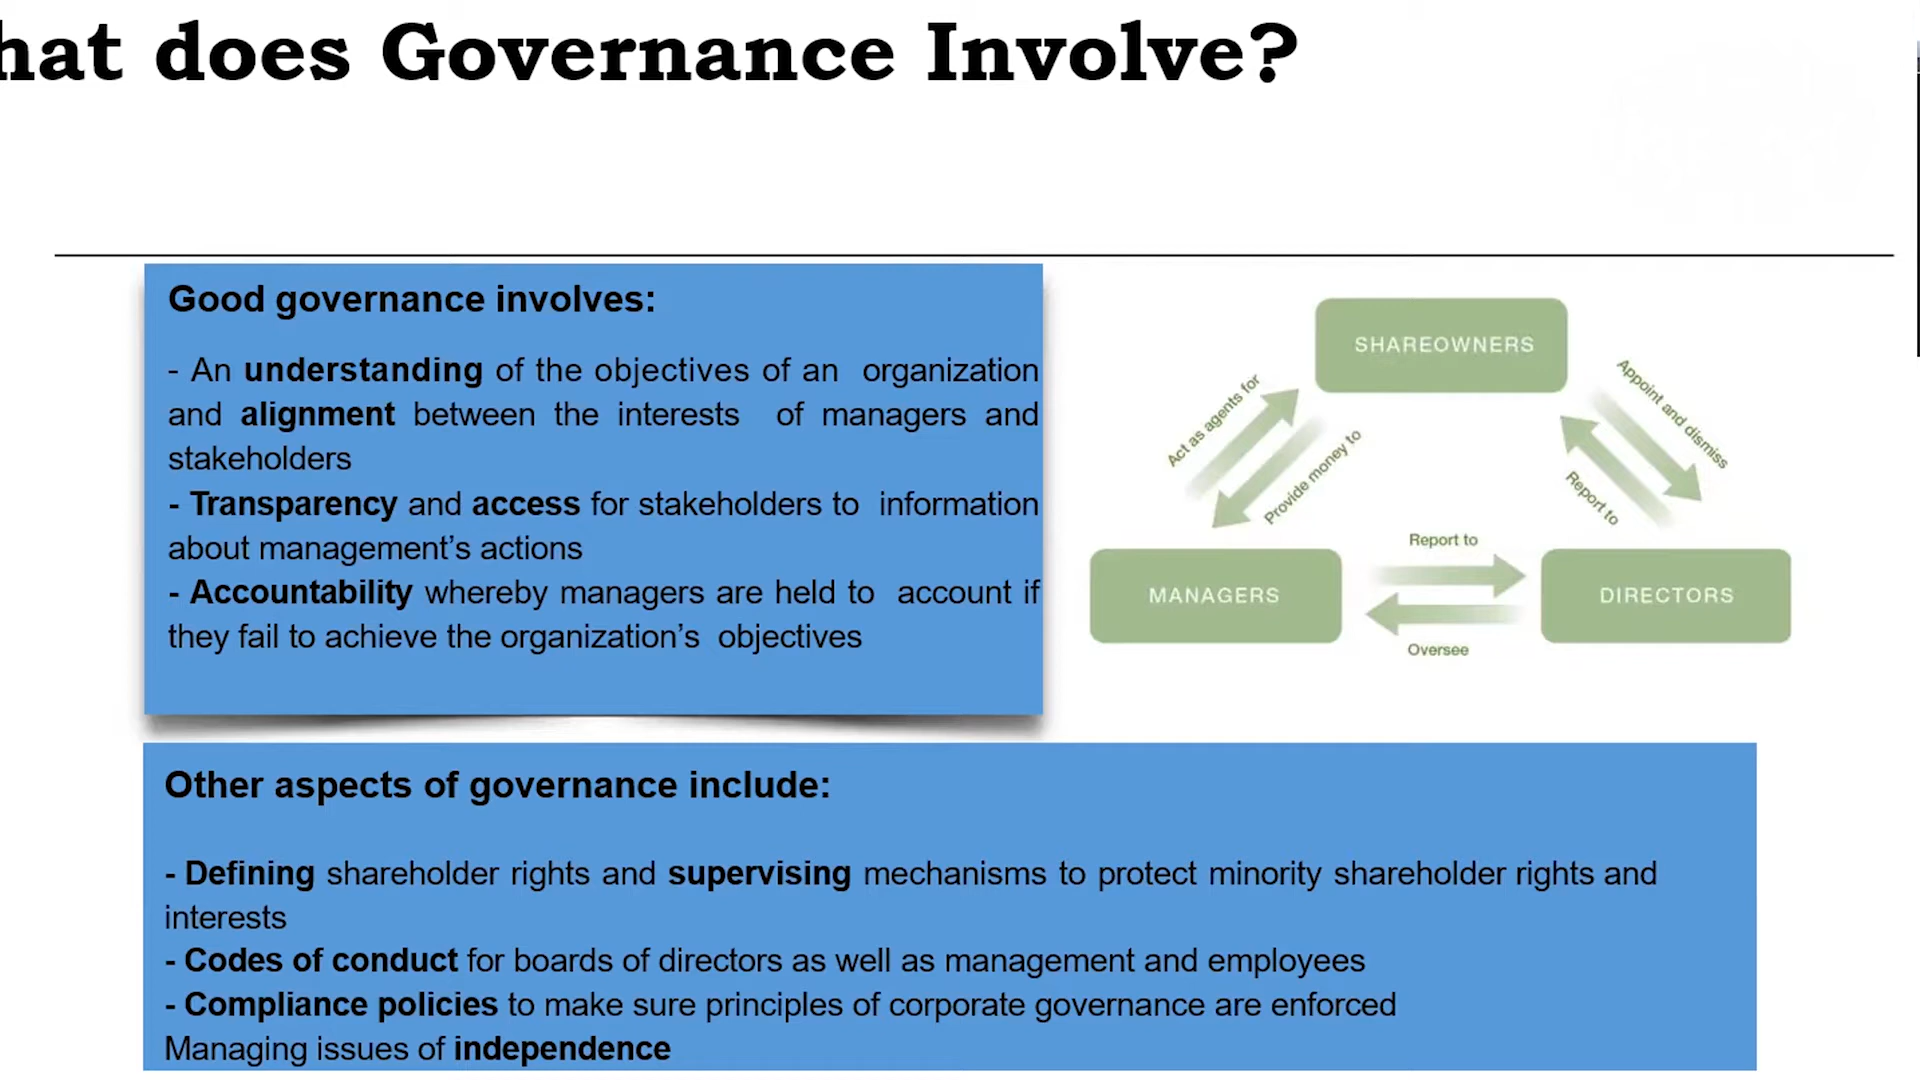 hat does Governance Involve?
Good governance involves:
- An understanding of the objectives of an organization
and alignment between the interests of managers and
stakeholders
- Transparency and access for stakeholders to information
about management’s actions
- Accountability whereby managers are held to account if
they fail to achieve the organization’s objectives
SHAREOWNERS
Act as agents for
Provide money to
Appoint and dismiss
Report to
MANAGERS
Report to
Oversee
DIRECTORS
Other aspects of governance include:
- Defining shareholder rights and supervising mechanisms to protect minority shareholder rights and
interests
- Codes of conduct for boards of directors as well as management and employees
- Compliance policies to make sure principles of corporate governance are enforced
Managing issues of independence